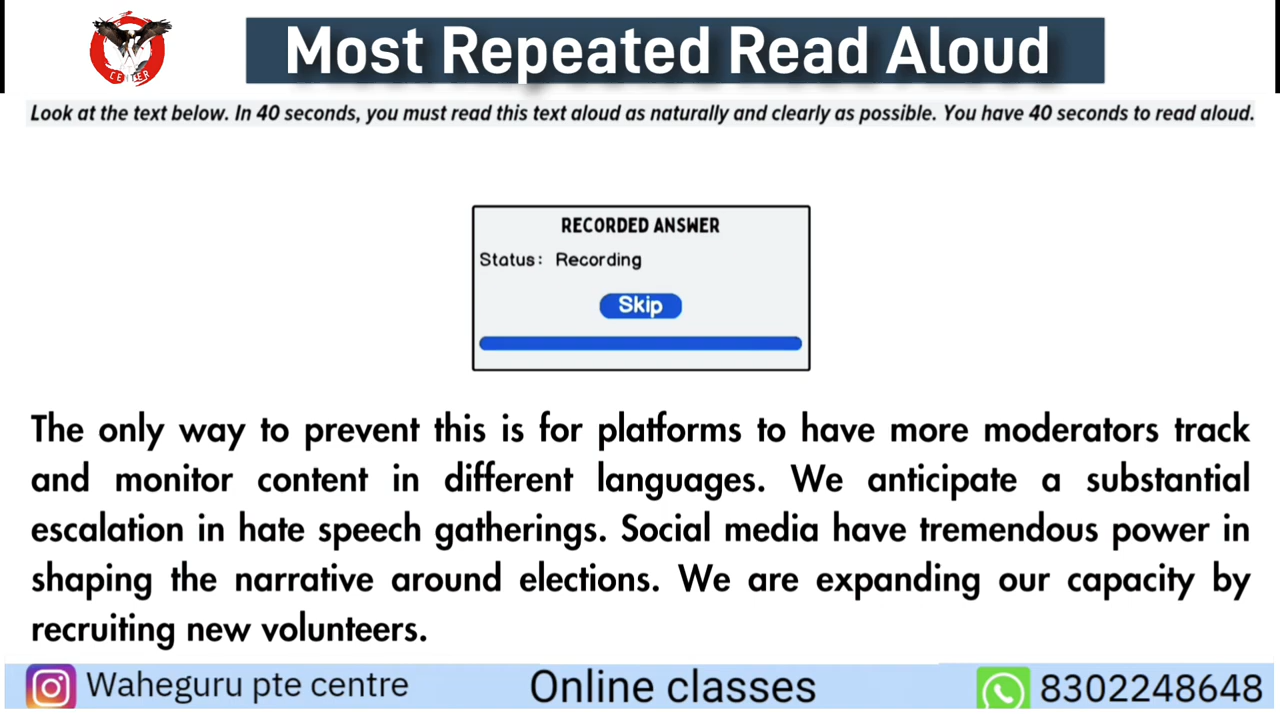 CENTER
Most Repeated Read Aloud
Look at the text below. In 40 seconds, you must read this text aloud as naturally and clearly as possible. You have 40 seconds to read aloud.
RECORDED ANSWER
Status: Recording
Skip
The only way to prevent this is for platforms to have more moderators track
and monitor content in different languages. We anticipate a substantial
escalation in hate speech gatherings. Social media have tremendous power in
shaping the narrative around elections. We are expanding our capacity by
recruiting new volunteers.
Waheguru pte centre
Online classes
8302248648